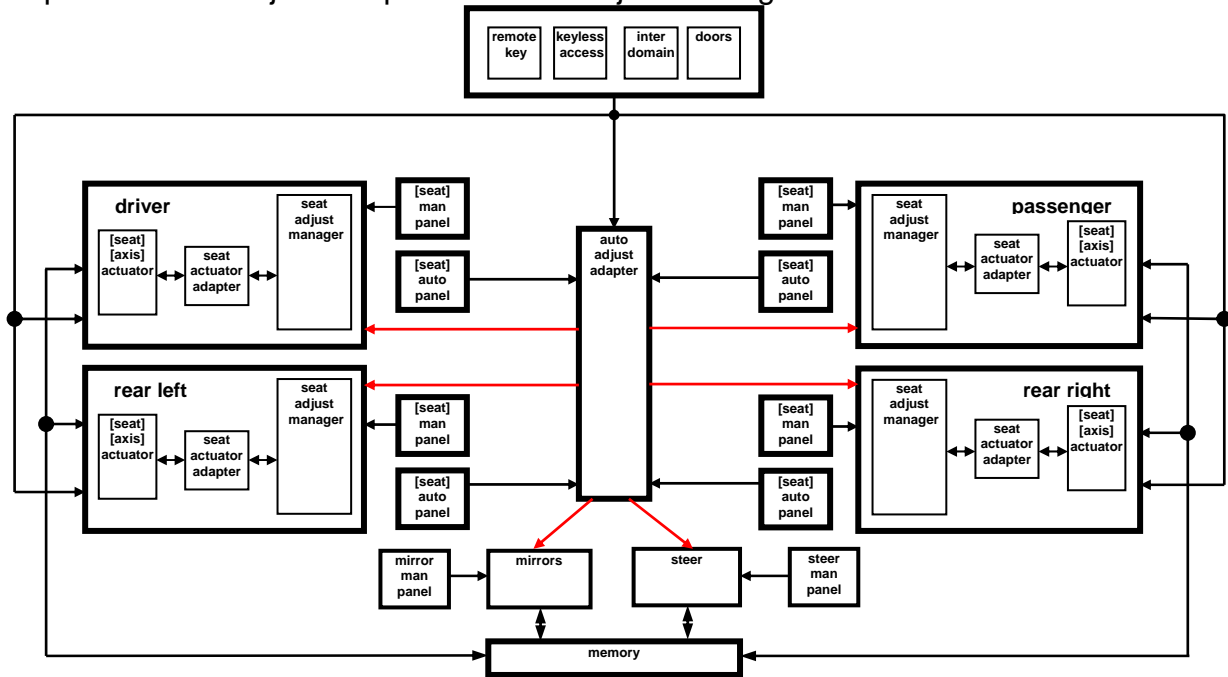 remote
key
keyless
access
inter
domain
doors
driver
[seat]
[axis]
actuator
seat
actuator
adapter
seat
adjust
manager
[seat]
man
panel
[seat]
auto
panel
auto
adjust
adapter
[seat]
man
panel
[seat]
auto
panel
passenger
seat
adjust
manager
seat
actuator
adapter
[seat]
[axis]
actuator
rear left
[seat]
[axis]
actuator
seat
actuator
adapter
seat
adjust
manager
[seat]
man
panel
[seat]
auto
panel
[seat]
man
panel
[seat]
auto
panel
rear right
seat
adjust
manager
seat
actuator
adapter
[seat]
[axis]
actuator
mirror
man
panel
mirrors
steer
steer
man
panel
memory